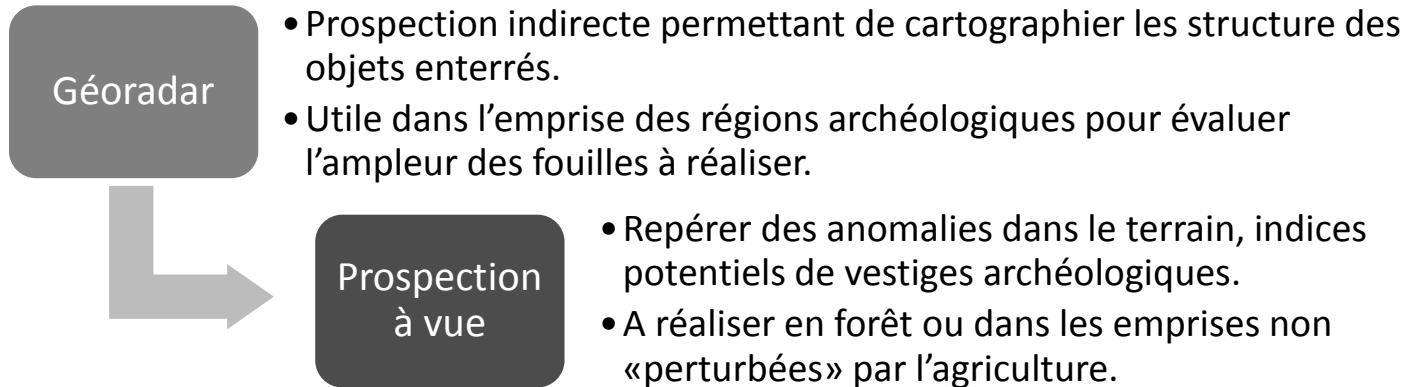 Géoradar
•Prospection indirecte permettant de cartographier les structure des
objets enterrés.
•Utile dans l’emprise des régions archéologiques pour évaluer
l’ampleur des fouilles à réaliser.
Prospection
à vue
•Repérer des anomalies dans le terrain, indices
potentiels de vestiges archéologiques.
•A réaliser en forêt ou dans les emprises non
«perturbées» par l’agriculture.